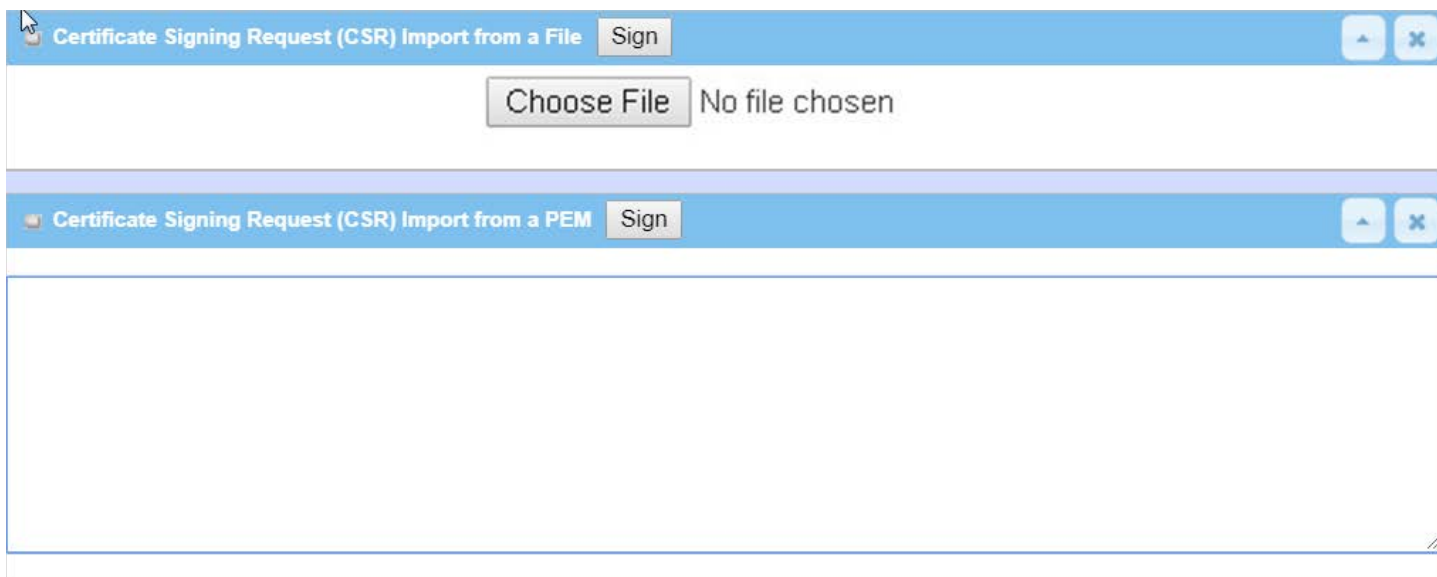 Certificate Signing Request (CSR) Import from a File Sign
Choose File No file chosen
Certificate Signing Request (CSR) Import from a PEM Sign